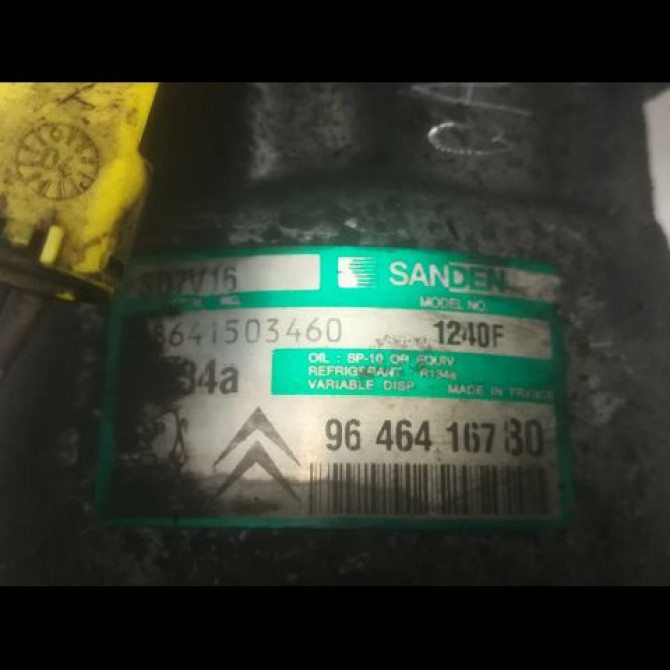 SD7V16
SANDEN
MODEL NO.
8641503460
1240F
OIL : SP-10 OR EQUIV
REFRIGERANT : R134a
VARIABLE DISP. MADE IN FRANCE
34a
96 464 167 80